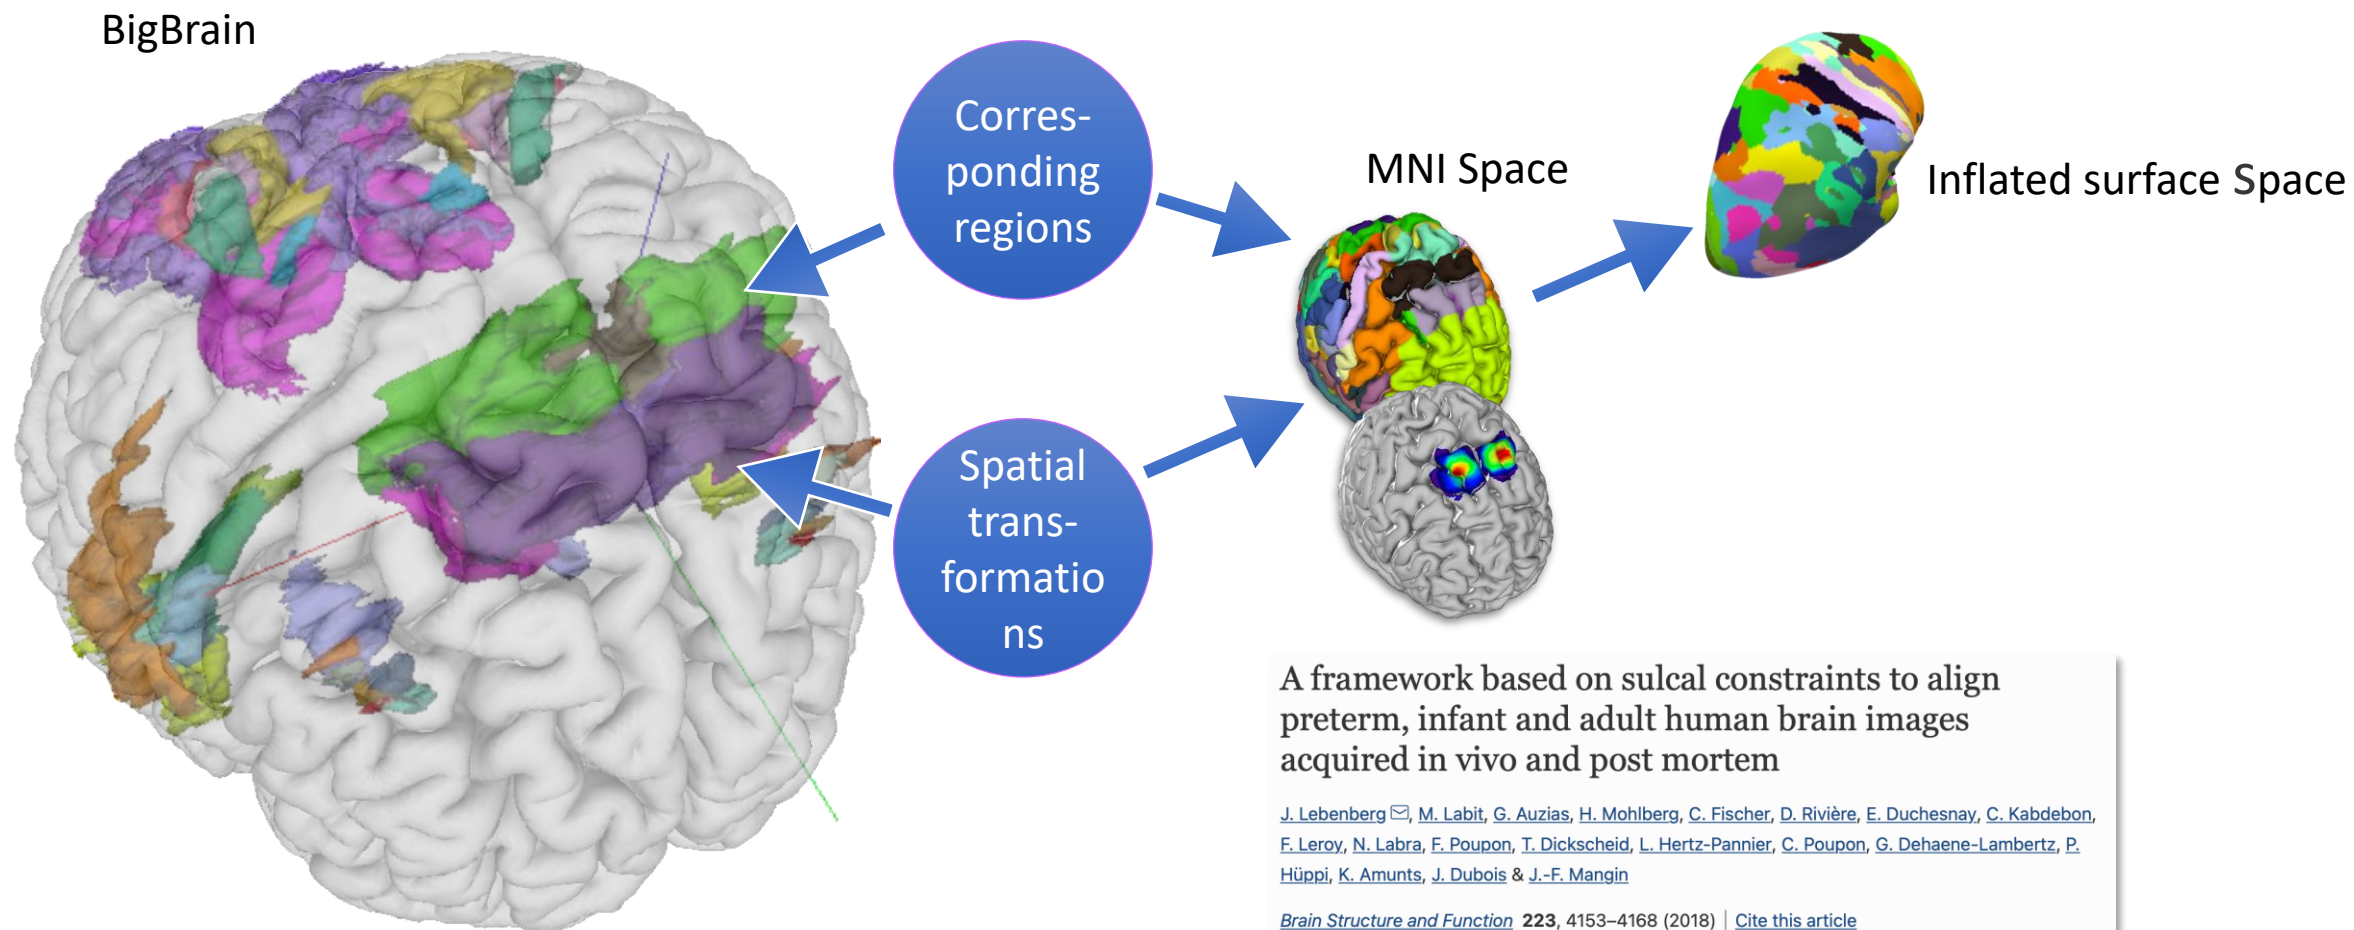 BigBrain
Corres-
ponding
regions
MNI Space
Inflated surface Space
Spatial
trans-
formatio
ns
A framework based on sulcal constraints to align
preterm, infant and adult human brain images
acquired in vivo and post mortem
J. Lebenberg, M. Labit, G. Auzias, H. Mohlberg, C. Fischer, D. Rivière, E. Duchesnay, C. Kabdebon,
F. Leroy, N. Labra, F. Poupon, T. Dickscheid, L. Hertz-Pannier, C. Poupon, G. Dehaene-Lambertz, P.
Hüppi, K. Amunts, J. Dubois & J.-F. Mangin
Brain Structure and Function 223, 4153–4168 (2018) | Cite this article